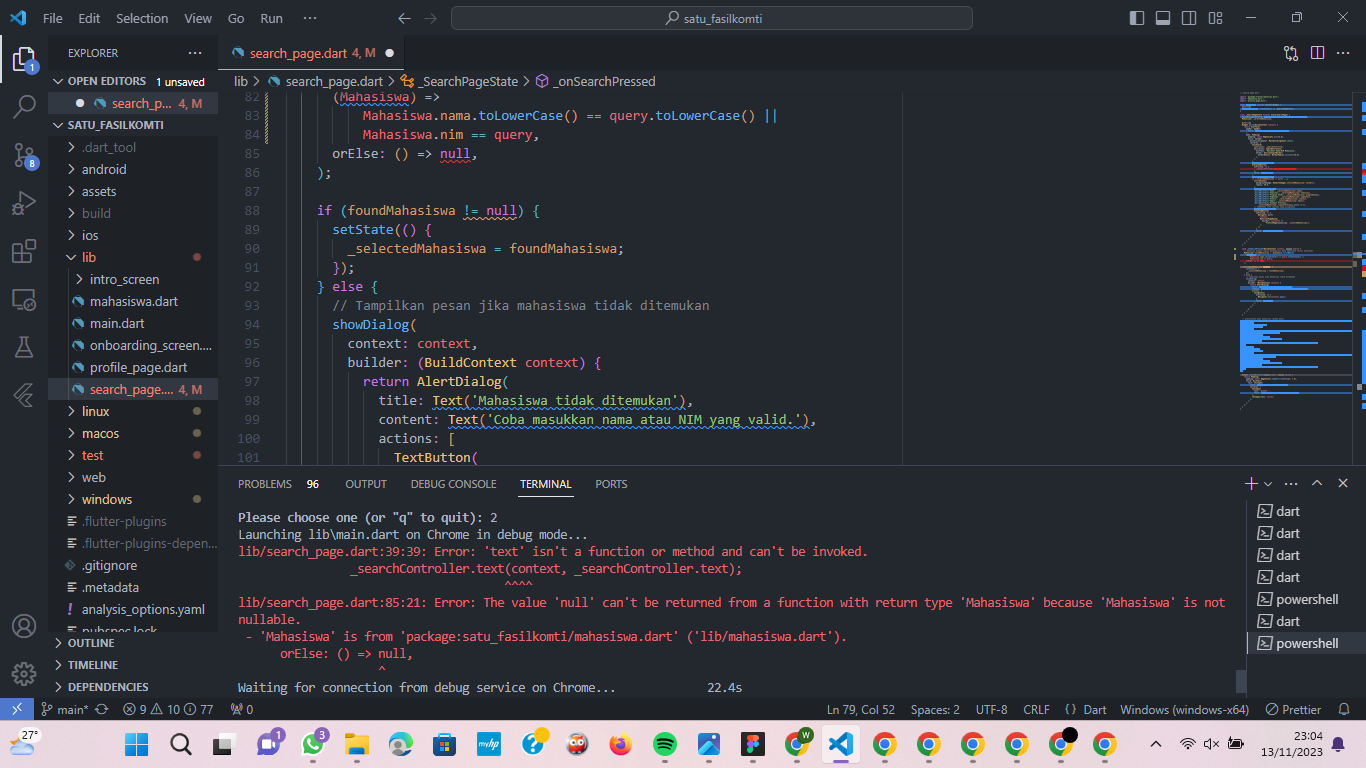 File Edit Selection View Go Run ···
satu_fasilkomti
EXPLORER ···
OPEN EDITORS 1 unsaved
search_p... 4, M
SATU_FASILKOMTI
.dart_tool
android
assets
build
ios
lib
intro_screen
mahasiswa.dart
main.dart
onboarding_screen....
profile_page.dart
search_page.... 4, M
linux
macos
test
web
windows
.flutter-plugins
.flutter-plugins-depen...
.gitignore
.metadata
analysis_options.yaml
pubspec.lock
OUTLINE
TIMELINE
DEPENDENCIES
1
8
search_page.dart 4, M
lib > search_page.dart > _SearchPageState > _onSearchPressed
82 (Mahasiswa) =>
83 Mahasiswa.nama.toLowerCase() == query.toLowerCase() ||
84 Mahasiswa.nim == query,
85 orElse: () => null,
86 );
87
88 if (foundMahasiswa != null) {
89 setState(() {
90 _selectedMahasiswa = foundMahasiswa;
91 });
92 } else {
93 // Tampilkan pesan jika mahasiswa tidak ditemukan
94 showDialog(
95 context: context,
96 builder: (BuildContext context) {
97 return AlertDialog(
98 title: Text('Mahasiswa tidak ditemukan'),
99 content: Text('Coba masukkan nama atau NIM yang valid.'),
100 actions: [
101 TextButton(
PROBLEMS 96 OUTPUT DEBUG CONSOLE TERMINAL PORTS
Please choose one (or "q" to quit): 2
Launching lib\main.dart on Chrome in debug mode...
lib/search_page.dart:39:39: Error: 'text' isn't a function or method and can't be invoked.
_searchController.text(context, _searchController.text);
^^^^
lib/search_page.dart:85:21: Error: The value 'null' can't be returned from a function with return type 'Mahasiswa' because 'Mahasiswa' is not
nullable.
- 'Mahasiswa' is from 'package:satu_fasilkomti/mahasiswa.dart' ('lib/mahasiswa.dart').
orElse: () => null,
^
Waiting for connection from debug service on Chrome... 22.4s
dart
dart
dart
dart
powershell
dart
powershell
main* 9 10 77 0 Ln 79, Col 52 Spaces: 2 UTF-8 CRLF {} Dart Windows (windows-x64) Prettier
27°
1
3
myhp
W
23:04
13/11/2023